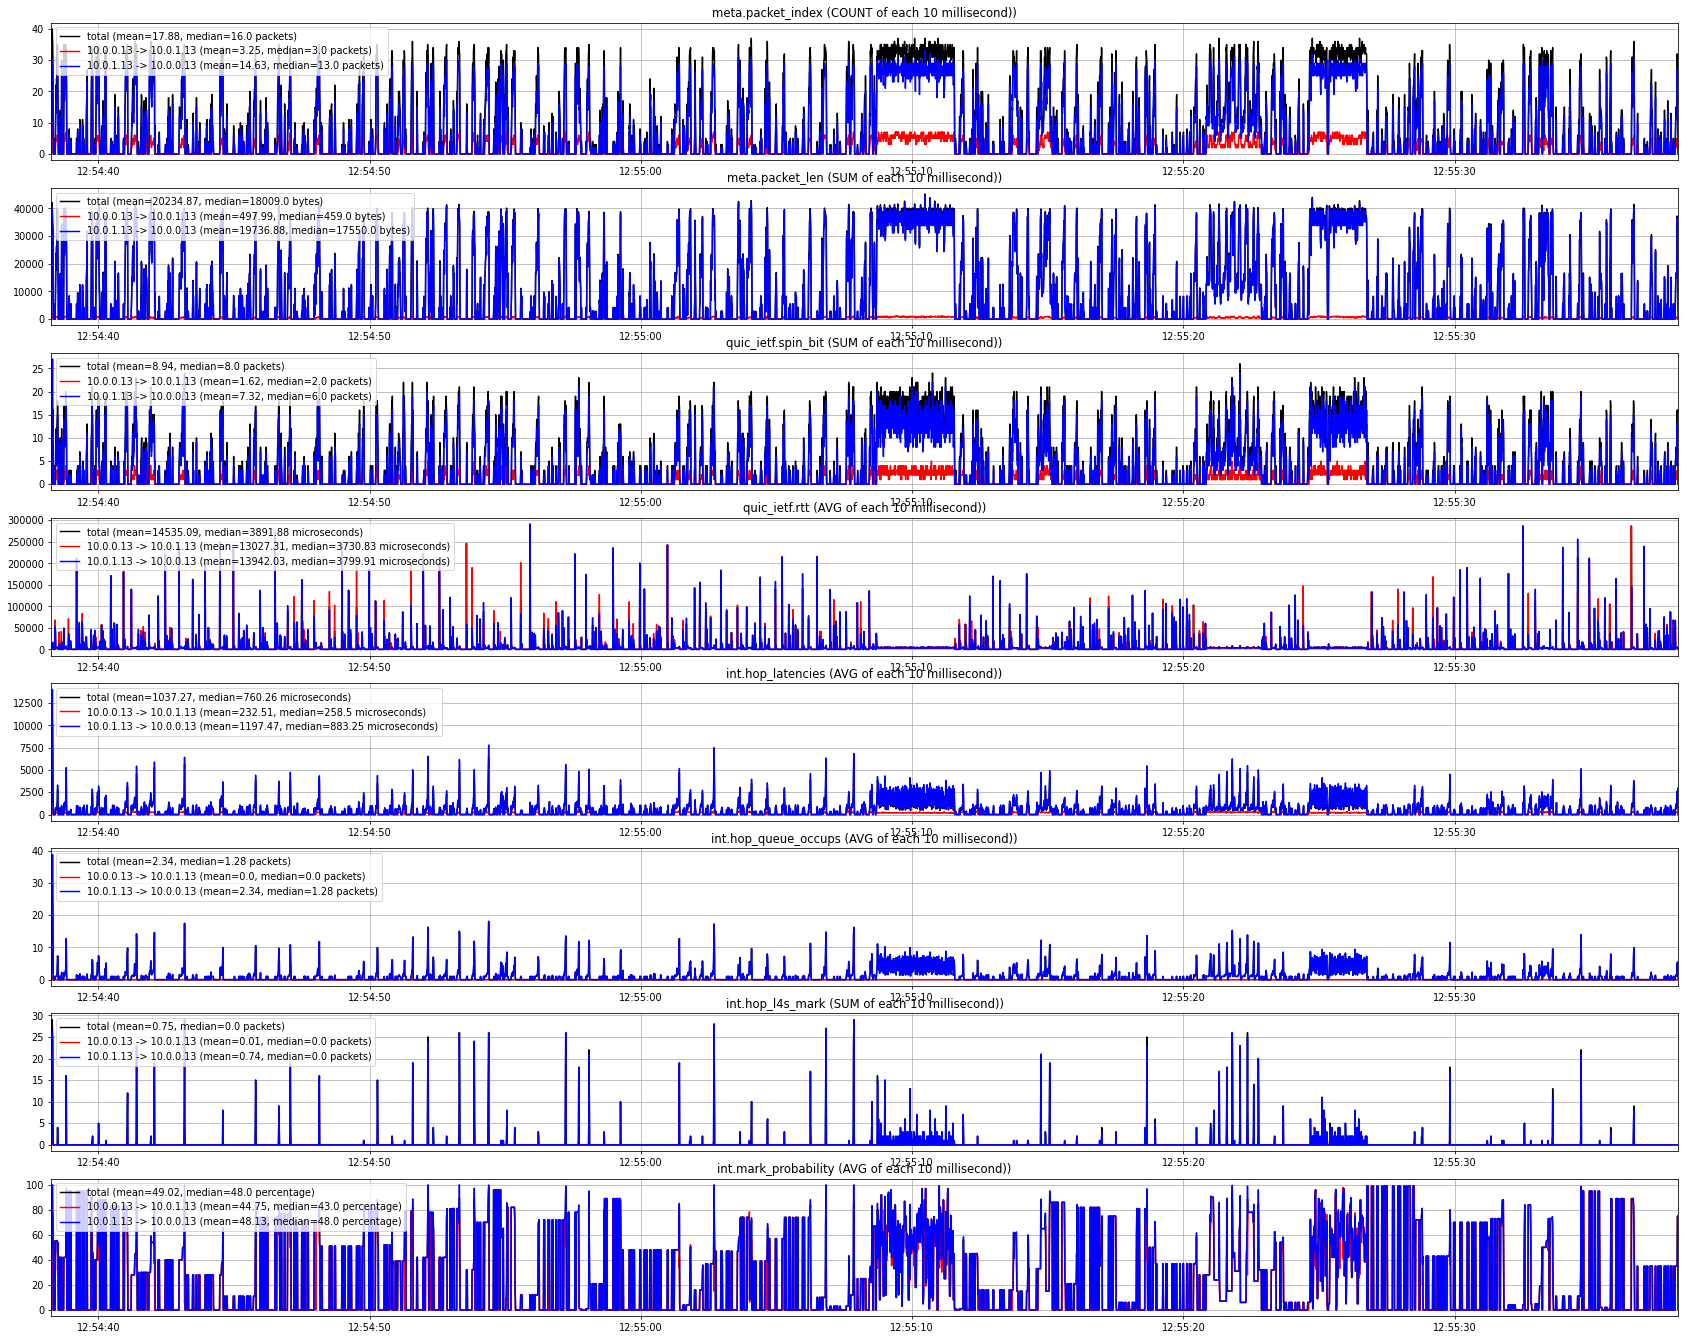 meta.packet_index (COUNT of each 10 millisecond))
40
30
20
10
0
total (mean=17.88, median=16.0 packets)
10.0.0.13 -> 10.0.1.13 (mean=3.25, median=3.0 packets)
10.0.1.13 -> 10.0.0.13 (mean=14.63, median=13.0 packets)
12:54:40 12:54:50 12:55:00 12:55:10 12:55:20 12:55:30
meta.packet_len (SUM of each 10 millisecond))
40000
30000
20000
10000
0
total (mean=20234.87, median=18009.0 bytes)
10.0.0.13 -> 10.0.1.13 (mean=497.99, median=459.0 bytes)
10.0.1.13 -> 10.0.0.13 (mean=19736.88, median=17550.0 bytes)
12:54:40 12:54:50 12:55:00 12:55:10 12:55:20 12:55:30
quic_ietf.spin_bit (SUM of each 10 millisecond))
25
20
15
10
5
0
total (mean=8.94, median=8.0 packets)
10.0.0.13 -> 10.0.1.13 (mean=1.62, median=2.0 packets)
10.0.1.13 -> 10.0.0.13 (mean=7.32, median=6.0 packets)
12:54:40 12:54:50 12:55:00 12:55:10 12:55:20 12:55:30
quic_ietf.rtt (AVG of each 10 millisecond))
300000
250000
200000
150000
100000
50000
0
total (mean=14535.09, median=3891.88 microseconds)
10.0.0.13 -> 10.0.1.13 (mean=13027.31, median=3730.83 microseconds)
10.0.1.13 -> 10.0.0.13 (mean=13942.03, median=3799.91 microseconds)
12:54:40 12:54:50 12:55:00 12:55:10 12:55:20 12:55:30
int.hop_latencies (AVG of each 10 millisecond))
12500
10000
7500
5000
2500
0
total (mean=1037.27, median=760.26 microseconds)
10.0.0.13 -> 10.0.1.13 (mean=232.51, median=258.5 microseconds)
10.0.1.13 -> 10.0.0.13 (mean=1197.47, median=883.25 microseconds)
12:54:40 12:54:50 12:55:00 12:55:10 12:55:20 12:55:30
int.hop_queue_occups (AVG of each 10 millisecond))
40
30
20
10
0
total (mean=2.34, median=1.28 packets)
10.0.0.13 -> 10.0.1.13 (mean=0.0, median=0.0 packets)
10.0.1.13 -> 10.0.0.13 (mean=2.34, median=1.28 packets)
12:54:40 12:54:50 12:55:00 12:55:10 12:55:20 12:55:30
int.hop_l4s_mark (SUM of each 10 millisecond))
30
25
20
15
10
5
0
total (mean=0.75, median=0.0 packets)
10.0.0.13 -> 10.0.1.13 (mean=0.01, median=0.0 packets)
10.0.1.13 -> 10.0.0.13 (mean=0.74, median=0.0 packets)
12:54:40 12:54:50 12:55:00 12:55:10 12:55:20 12:55:30
int.mark_probability (AVG of each 10 millisecond))
100
80
60
40
20
0
total (mean=49.02, median=48.0 percentage)
10.0.0.13 -> 10.0.1.13 (mean=44.75, median=43.0 percentage)
10.0.1.13 -> 10.0.0.13 (mean=48.13, median=48.0 percentage)
12:54:40 12:54:50 12:55:00 12:55:10 12:55:20 12:55:30